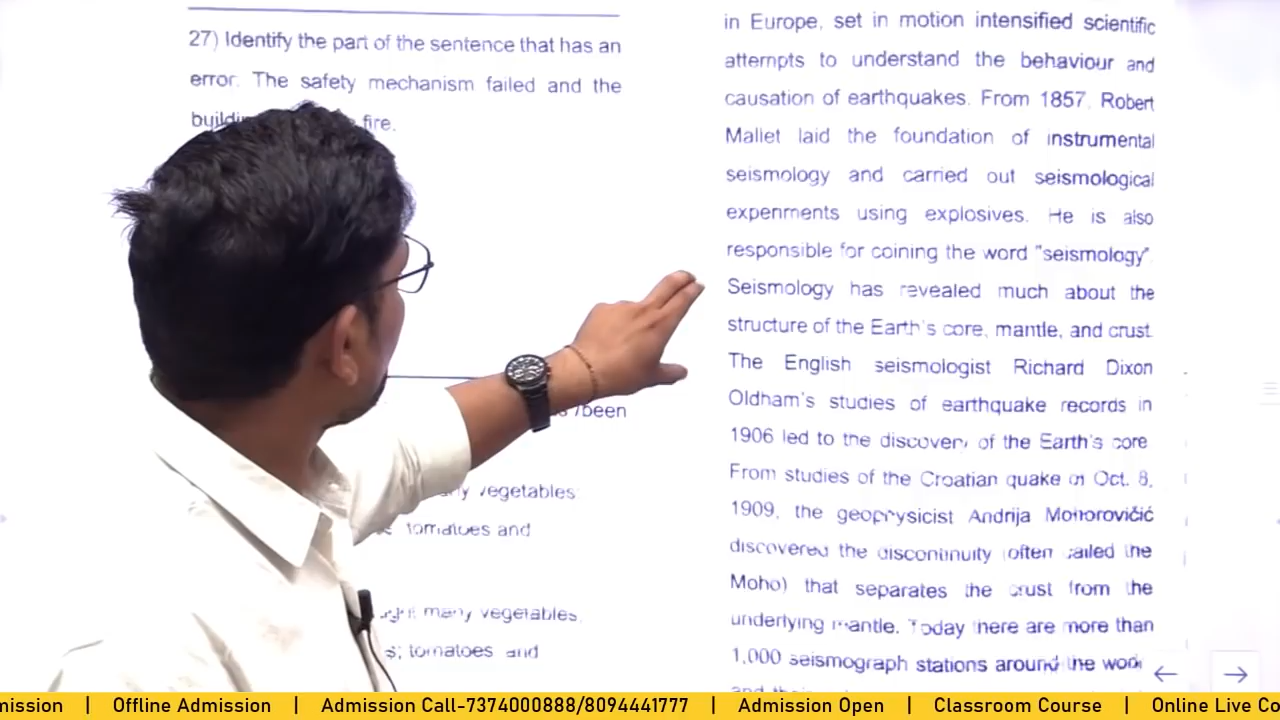 27) Identify the part of the sentence that has an
error. The safety mechanism failed and the
fire.
/been
vegetables
tomatoes and
many vegetables,
tomatoes and
in Europe, set in motion intensified scientific
attempts to understand the behaviour and
causation of earthquakes. From 1857, Robert
Mallet laid the foundation of instrumental
seismology and carried out seismological
experiments using explosives. He is also
responsible for coining the word "seismology".
Seismology has revealed much about the
structure of the Earth's core, mantle, and crust.
The English seismologist Richard Dixon
Oldham's studies of earthquake records in
1906 led to the discovery of the Earth's core
From studies of the Croatian quake of Oct. 8,
1909, the geophysicist Andrija Mohorovičić
discovered the discontinuity (often called the
Moho) that separates the crust from the
underlying mantle. Today there are more than
1,000 seismograph stations around the world
mission | Offline Admission | Admission Call-7374000888/8094441777 | Admission Open | Classroom Course | Online Live Co